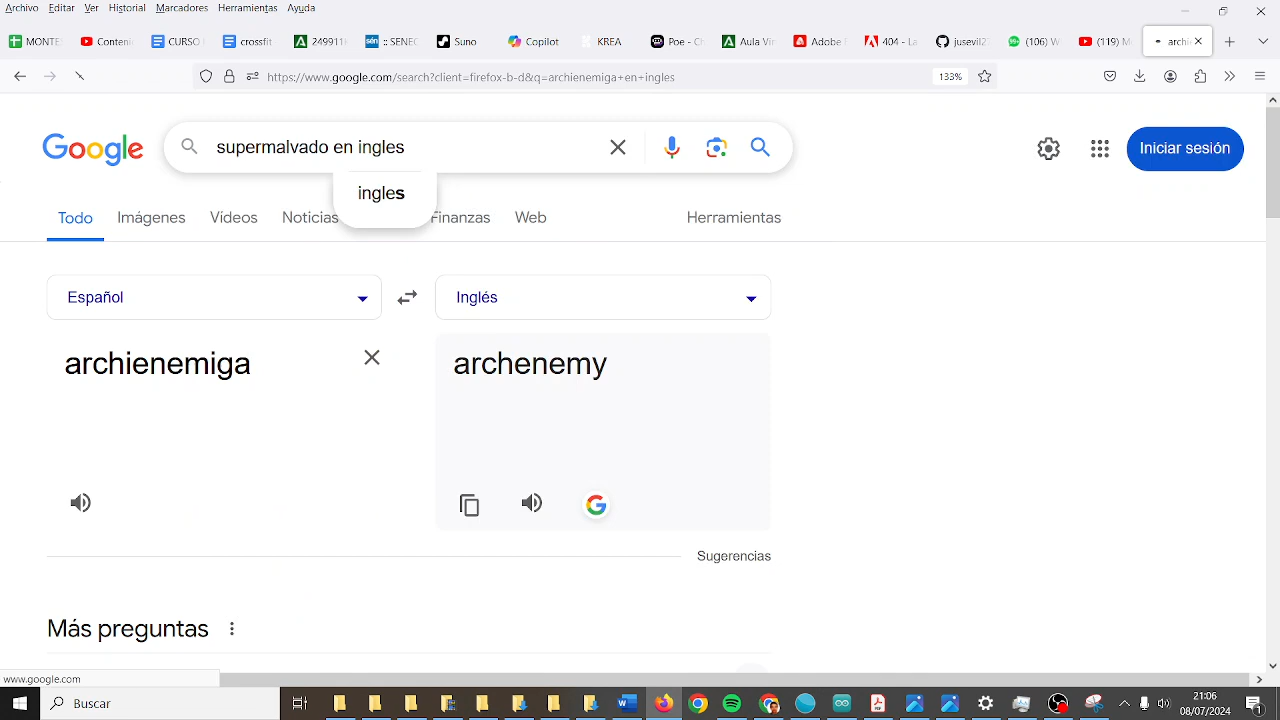 Archivo Editar Ver Historial Marcadores Herramientas Ayuda
MONTE Conteni CURSO crossfit 249911 sén :: SENEC Suno Copilot KREA Poe - Ch Aula Vir Adobe 404 - La jusevil2 99+ (106) W (119) M archi
https://www.google.com/search?client=firefox-b-d&q=archienemiga+en+ingles 133%
Google supermalvado en ingles Iniciar sesión
ingles
Todo Imágenes Videos Noticias Finanzas Web Herramientas
Español Inglés
archienemiga archenemy
Sugerencias
Más preguntas
www.google.com
Buscar 21:06
08/07/2024